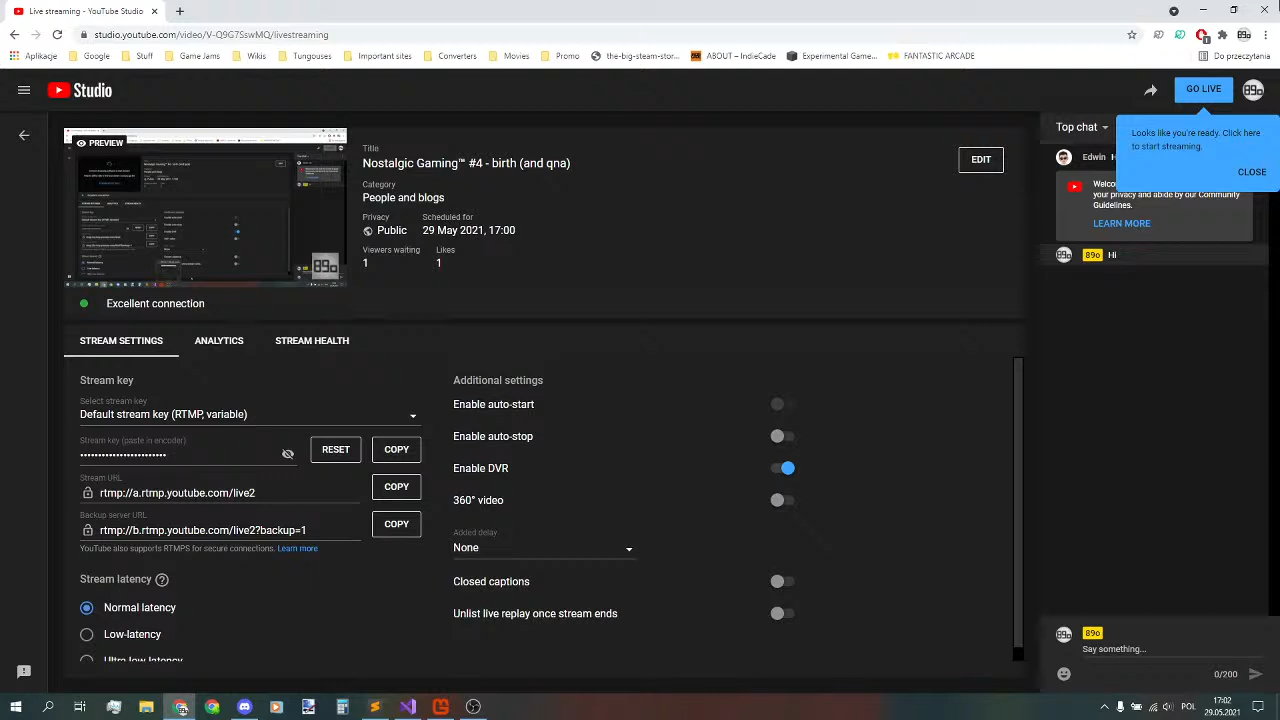 Live streaming - YouTube Studio
studio.youtube.com/video/V-Q9G7SswMQ/livestreaming
Aplikacje
Google
Stuff
Game Jams
Wikis
Tungouses
Important sites
Converters
Movies
Promo
the-big-steam-stor...
ABOUT – IndieCade
Experimental Game...
FANTASTIC ARCADE
Do przeczytania
Studio
GO LIVE
PREVIEW
Title
Nostalgic Gaming™ #4 - birth (and qna)
EDIT
Category
People and blogs
Privacy
Scheduled for
Public
29 May 2021, 17:00
Viewers waiting
Likes
1
1
Excellent connection
Top chat
Looks like you're ready. Click here
to start streaming.
CLOSE
Edwin
your privacy and abide by our Community
Guidelines.
LEARN MORE
89o Hi
STREAM SETTINGS
ANALYTICS
STREAM HEALTH
Stream key
Select stream key
Default stream key (RTMP, variable)
Stream key (paste in encoder)
RESET
COPY
Stream URL
rtmp://a.rtmp.youtube.com/live2
COPY
Backup server URL
rtmp://b.rtmp.youtube.com/live2?backup=1
COPY
YouTube also supports RTMPS for secure connections. Learn more
Stream latency
Normal latency
Low-latency
Ultra low-latency
Additional settings
Enable auto-start
Enable auto-stop
Enable DVR
360° video
Added delay
None
Closed captions
Unlist live replay once stream ends
89o
Say something...
0/200
POL
17:02
29.05.2021